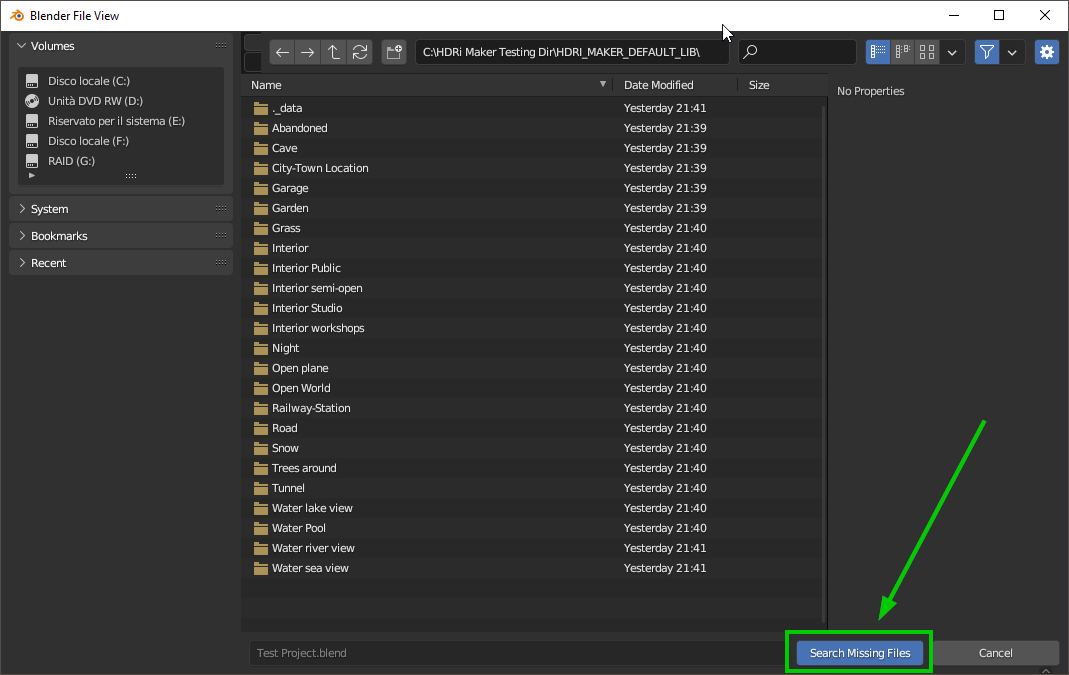 Blender File View
Volumes
Disco locale (C:)
Unità DVD RW (D:)
Riservato per il sistema (E:)
Disco locale (F:)
RAID (G:)
System
Bookmarks
Recent
C:\HDRi Maker Testing Dir\HDRI_MAKER_DEFAULT_LIB\
Name Date Modified Size
._data Yesterday 21:41
Abandoned Yesterday 21:39
Cave Yesterday 21:39
City-Town Location Yesterday 21:39
Garage Yesterday 21:39
Garden Yesterday 21:39
Grass Yesterday 21:40
Interior Yesterday 21:40
Interior Public Yesterday 21:40
Interior semi-open Yesterday 21:40
Interior Studio Yesterday 21:40
Interior workshops Yesterday 21:40
Night Yesterday 21:40
Open plane Yesterday 21:40
Open World Yesterday 21:40
Railway-Station Yesterday 21:40
Road Yesterday 21:40
Snow Yesterday 21:40
Trees around Yesterday 21:40
Tunnel Yesterday 21:40
Water lake view Yesterday 21:40
Water Pool Yesterday 21:40
Water river view Yesterday 21:41
Water sea view Yesterday 21:41
No Properties
Test Project.blend
Search Missing Files
Cancel